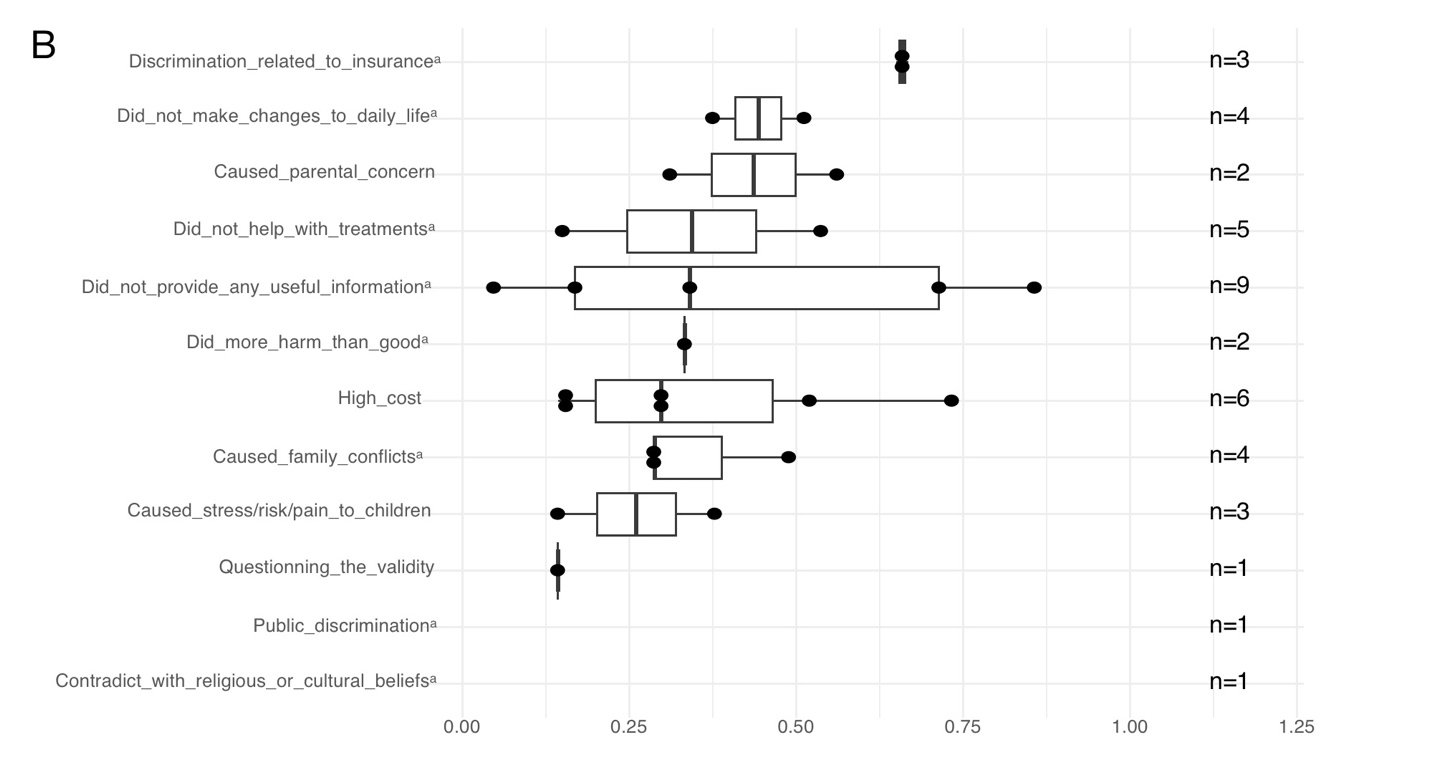 B
Discrimination_related_to_insuranceᵃ n=3
Did_not_make_changes_to_daily_lifeᵃ n=4
Caused_parental_concern n=2
Did_not_help_with_treatmentsᵃ n=5
Did_not_provide_any_useful_informationᵃ n=9
Did_more_harm_than_goodᵃ n=2
High_cost n=6
Caused_family_conflictsᵃ n=4
Caused_stress/risk/pain_to_children n=3
Questionning_the_validity n=1
Public_discriminationᵃ n=1
Contradict_with_religious_or_cultural_beliefsᵃ n=1
0.00 0.25 0.50 0.75 1.00 1.25